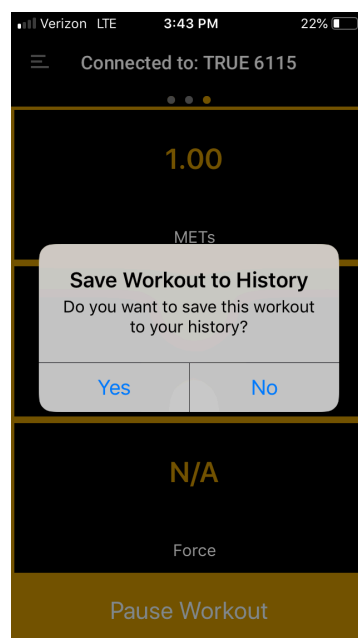 Verizon LTE 3:43 PM 22%
Connected to: TRUE 6115
1.00
METs
Save Workout to History
Do you want to save this workout
to your history?
Yes No
N/A
Force
Pause Workout